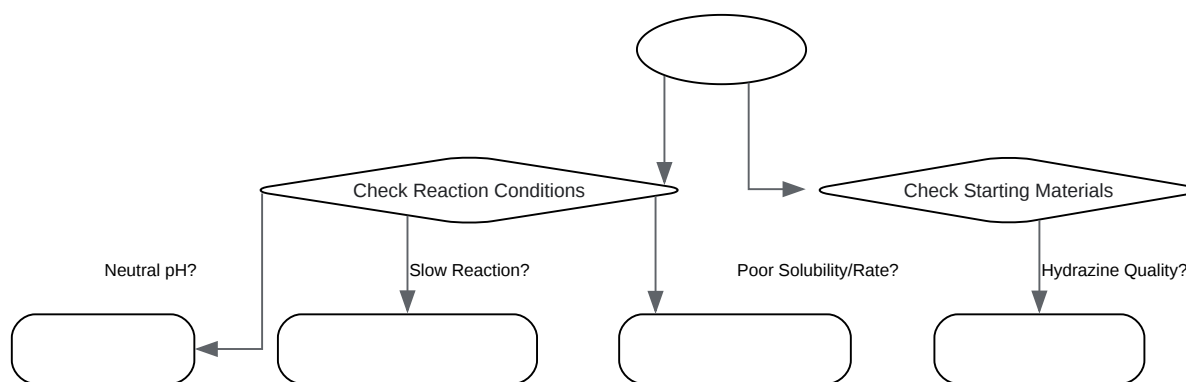 Check Reaction Conditions
Check Starting Materials
Neutral pH?
Slow Reaction?
Poor Solubility/Rate?
Hydrazine Quality?